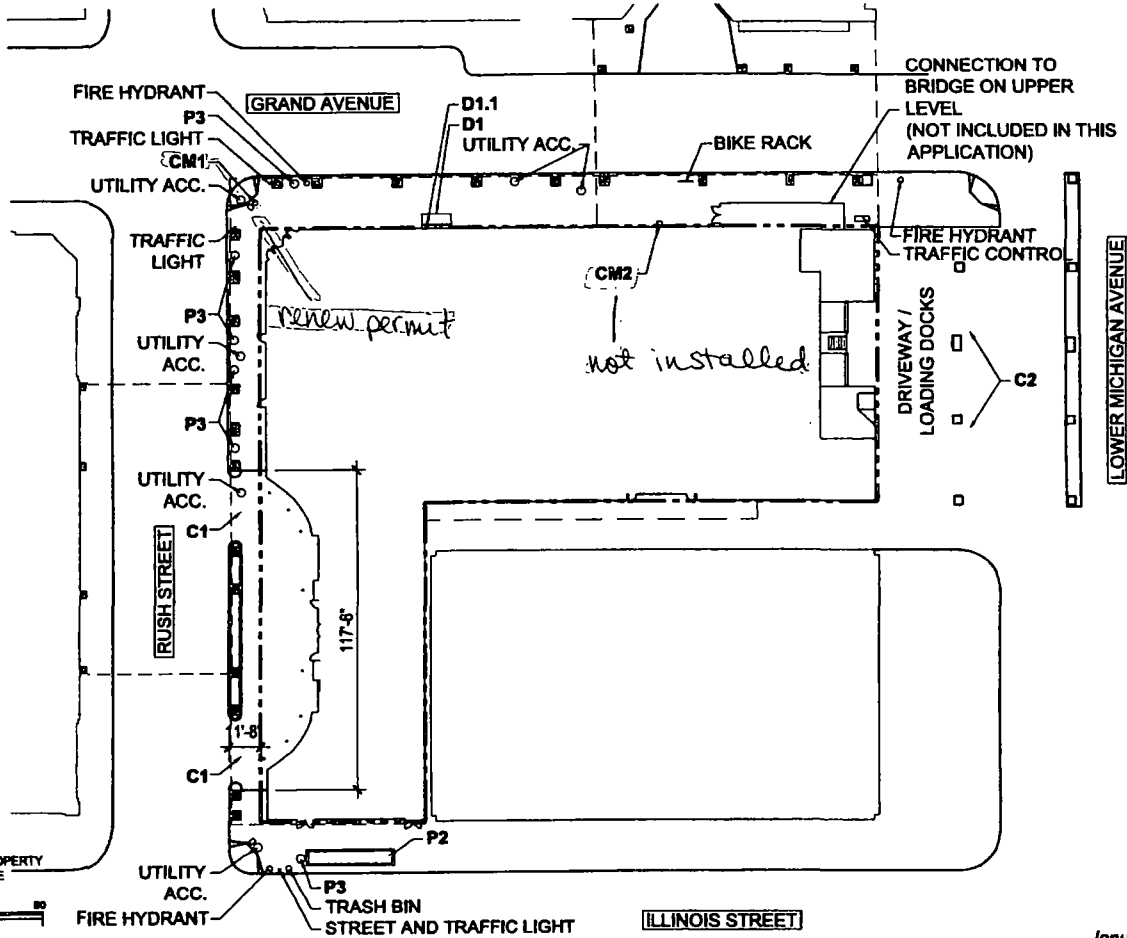 CONNECTION TO
BRIDGE ON UPPER
LEVEL
(NOT INCLUDED IN THIS
APPLICATION)
FIRE HYDRANT
GRAND AVENUE
D1.1
P3
D1
TRAFFIC LIGHT
UTILITY ACC.
BIKE RACK
CM1
UTILITY ACC.
TRAFFIC
LIGHT
FIRE HYDRANT
TRAFFIC CONTRO
CM2
P3
renew permit
UTILITY
ACC.
not installed
DRIVEWAY /
LOADING DOCKS
C2
LOWER MICHIGAN AVENUE
P3
UTILITY
ACC.
C1
RUSH STREET
117'-6"
1'-8"
C1
P2
UTILITY
ACC.
P3
TRASH BIN
FIRE HYDRANT
STREET AND TRAFFIC LIGHT
ILLINOIS STREET
OPERTY
E